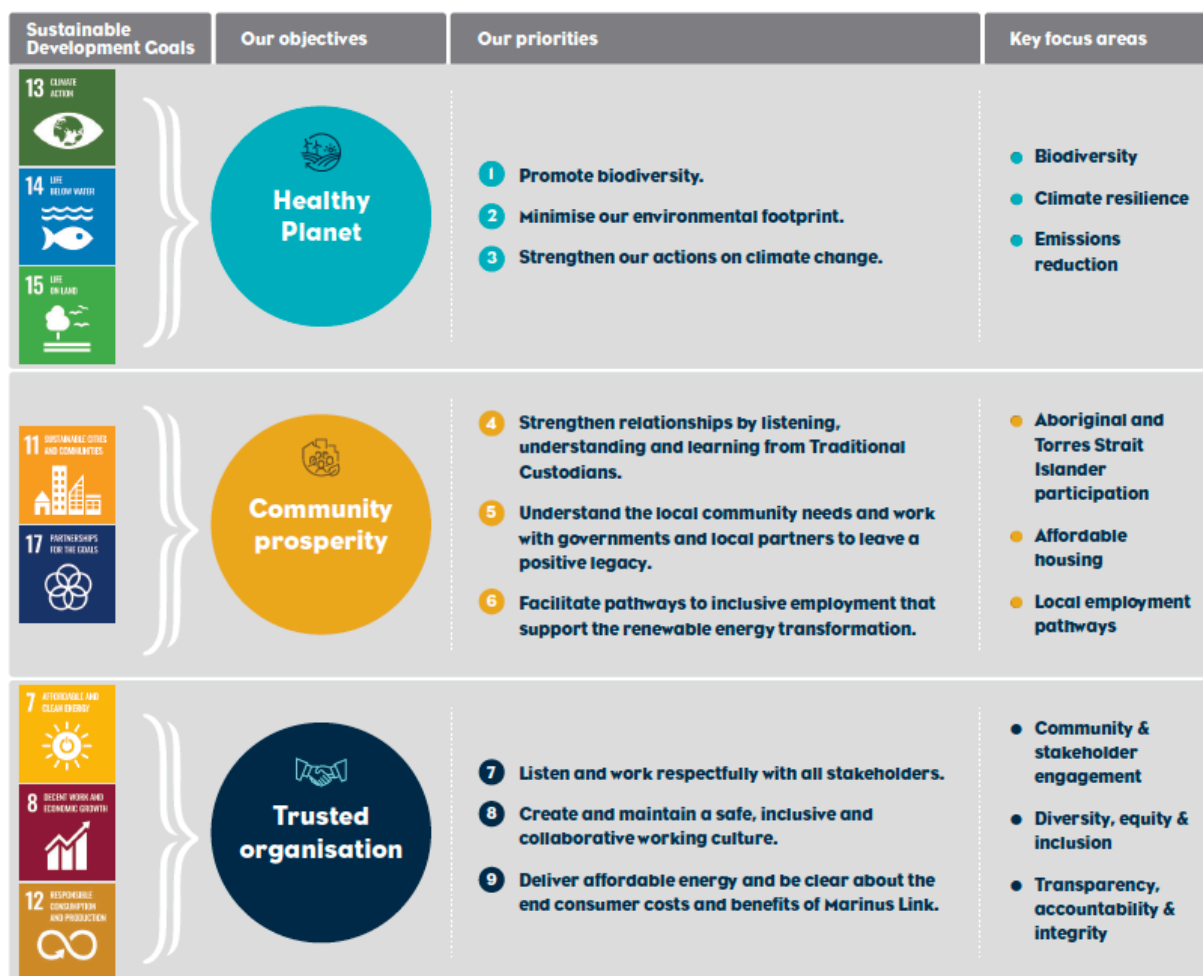 Sustainable
Development Goals
Our objectives
Our priorities
Key focus areas
13 CLIMATE
ACTION
14 LIFE
BELOW WATER
15 LIFE
ON LAND
Healthy
Planet
1 Promote biodiversity.
2 Minimise our environmental footprint.
3 Strengthen our actions on climate change.
Biodiversity
Climate resilience
Emissions
reduction
11 SUSTAINABLE CITIES
AND COMMUNITIES
17 PARTNERSHIPS
FOR THE GOALS
Community
prosperity
4 Strengthen relationships by listening,
understanding and learning from Traditional
Custodians.
5 Understand the local community needs and work
with governments and local partners to leave a
positive legacy.
6 Facilitate pathways to inclusive employment that
support the renewable energy transformation.
Aboriginal and
Torres Strait
Islander
participation
Affordable
housing
Local employment
pathways
7 AFFORDABLE AND
CLEAN ENERGY
8 DECENT WORK AND
ECONOMIC GROWTH
12 RESPONSIBLE
CONSUMPTION
AND PRODUCTION
Trusted
organisation
7 Listen and work respectfully with all stakeholders.
8 Create and maintain a safe, inclusive and
collaborative working culture.
9 Deliver affordable energy and be clear about the
end consumer costs and benefits of Marinus Link.
Community &
stakeholder
engagement
Diversity, equity &
inclusion
Transparency,
accountability &
integrity